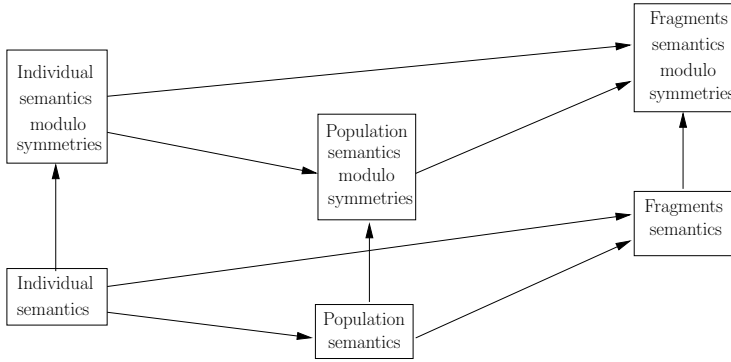 Fragments
semantics
modulo
symmetries
Individual
semantics
modulo
symmetries
Population
semantics
modulo
symmetries
Fragments
semantics
Individual
semantics
Population
semantics